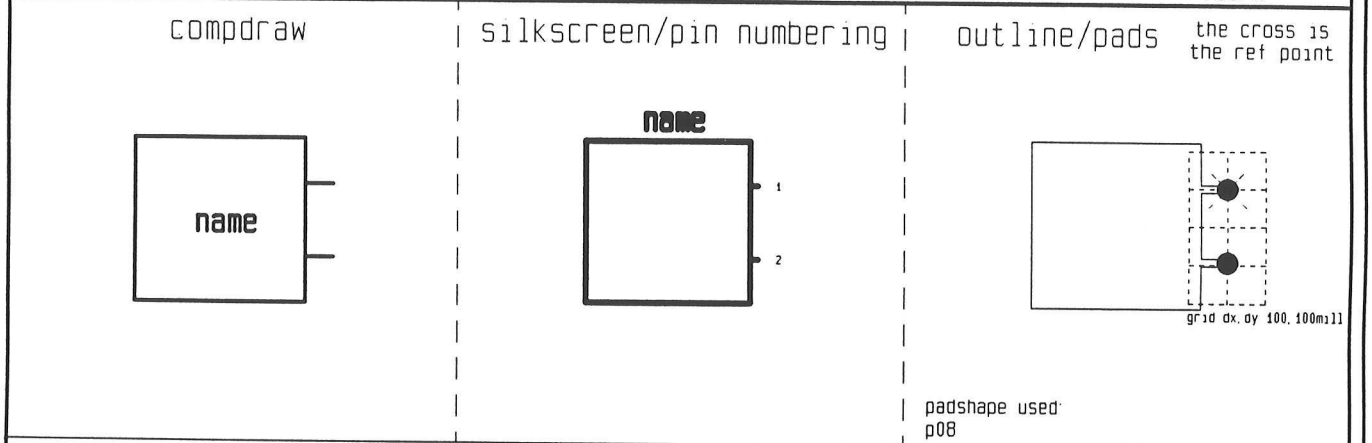 compdraw
silkscreen/pin numbering
outline/pads
the cross is
the ref point
name
name
1
2
grid dx, dy 100, 100mill
padshape used:
p08